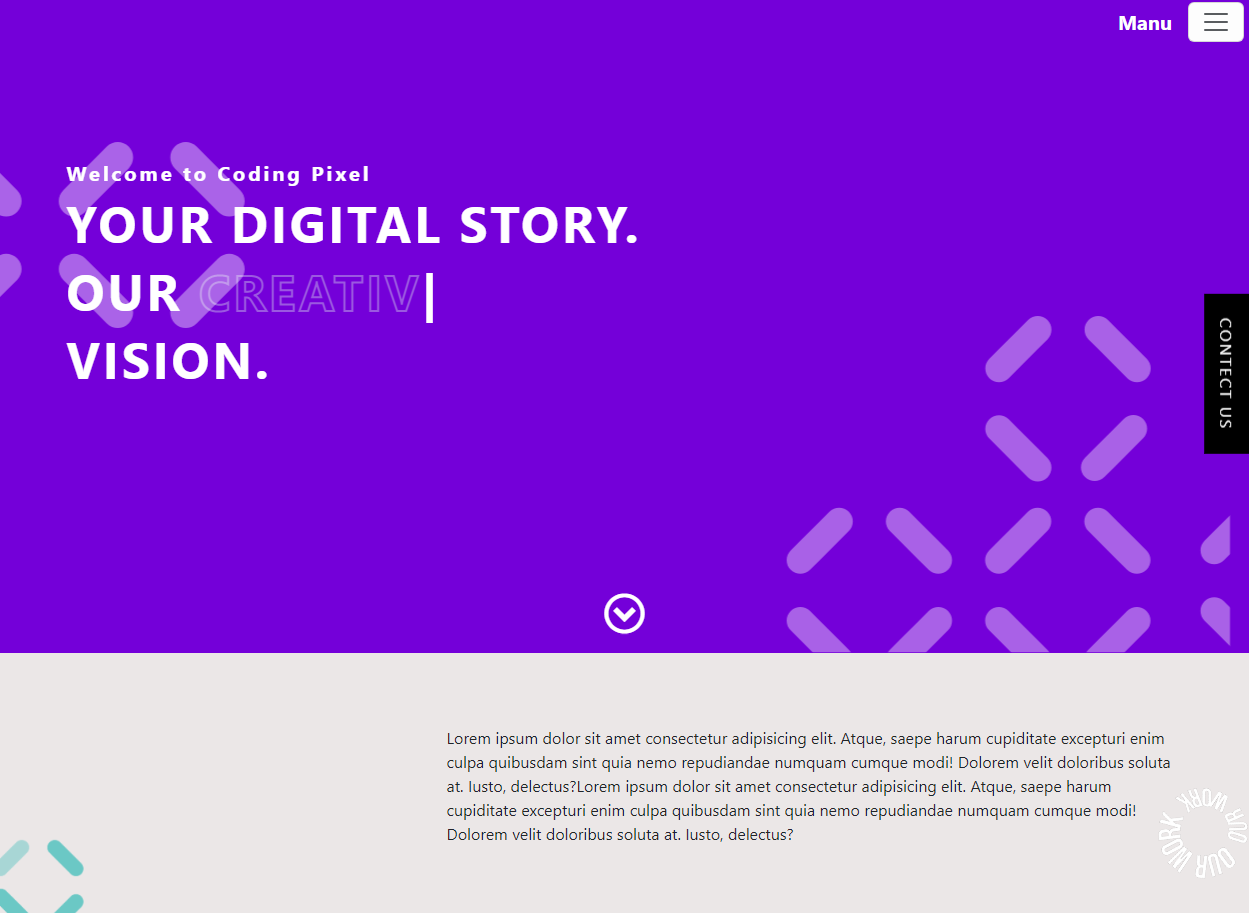 Manu
Welcome to Coding Pixel
YOUR DIGITAL STORY.
OUR CREATIV|
VISION.
CONTECT US
Lorem ipsum dolor sit amet consectetur adipisicing elit. Atque, saepe harum cupiditate excepturi enim
culpa quibusdam sint quia nemo repudiandae numquam cumque modi! Dolorem velit doloribus soluta
at. Iusto, delectus?Lorem ipsum dolor sit amet consectetur adipisicing elit. Atque, saepe harum
cupiditate excepturi enim culpa quibusdam sint quia nemo repudiandae numquam cumque modi!
Dolorem velit doloribus soluta at. Iusto, delectus?
OUR WORK OUR WORK